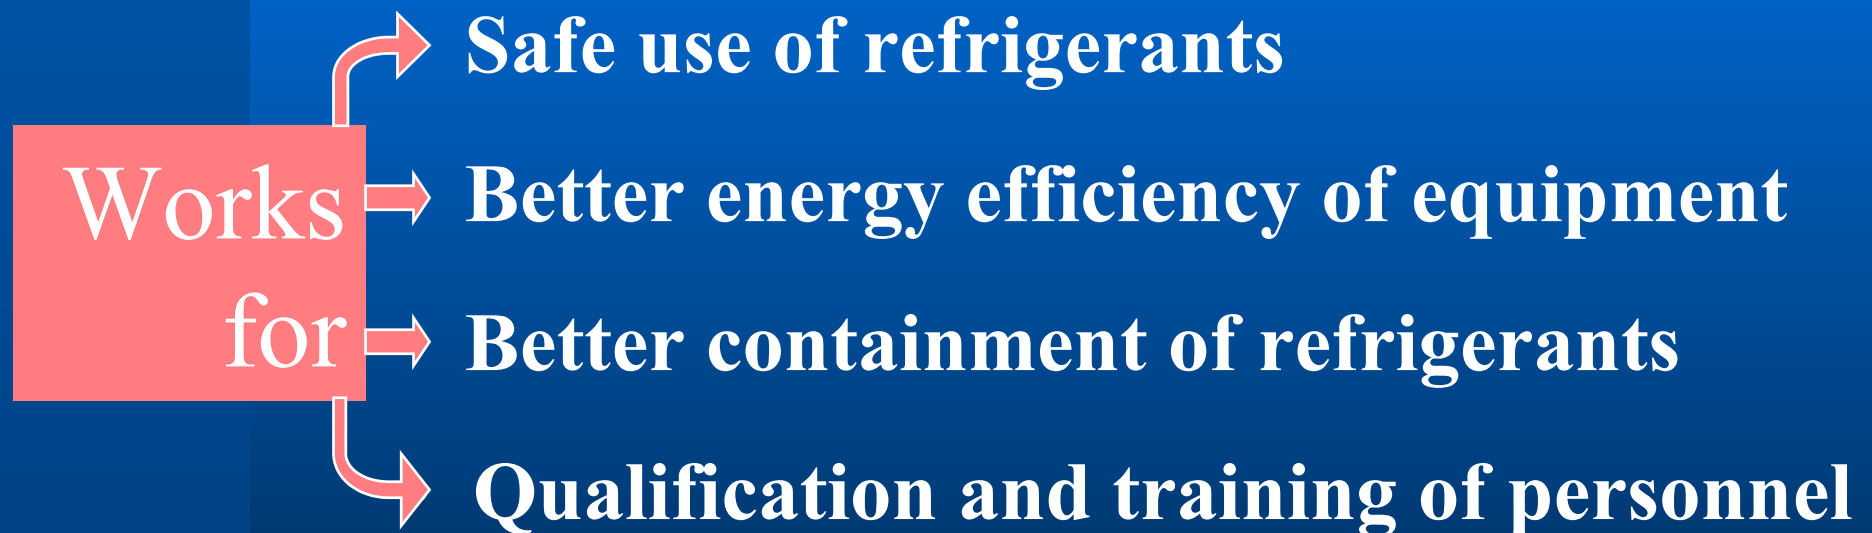 Safe use of refrigerants
Works
for
Better energy efficiency of equipment
Better containment of refrigerants
Qualification and training of personnel